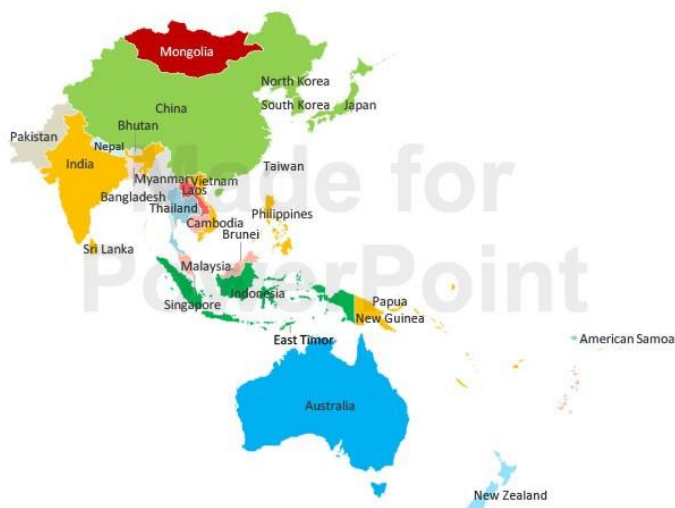 Mongolia
North Korea
China
South Korea
Japan
Bhutan
Pakistan
Nepal
India
Taiwan
Myanmar
Vietnam
Laos
Bangladesh
Thailand
Philippines
Cambodia
Brunei
Sri Lanka
Malaysia
Indonesia
Singapore
Papua
New Guinea
East Timor
American Samoa
Australia
New Zealand
Made for
PowerPoint